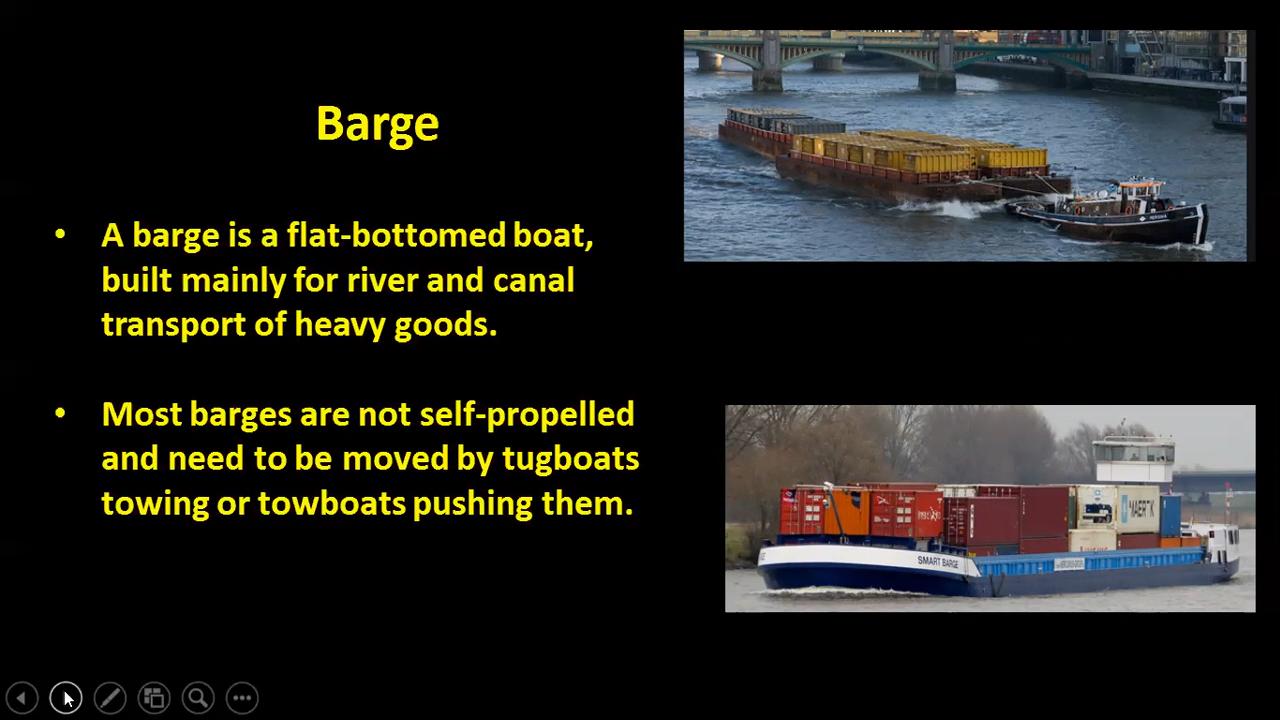 Barge
• A barge is a flat-bottomed boat,
built mainly for river and canal
transport of heavy goods.
• Most barges are not self-propelled
and need to be moved by tugboats
towing or towboats pushing them.
SMART BARGE